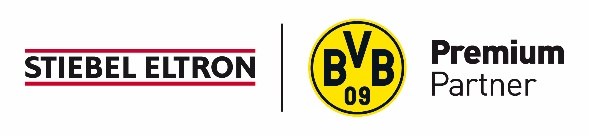 STIEBEL ELTRON
BVB
09
Premium
Partner